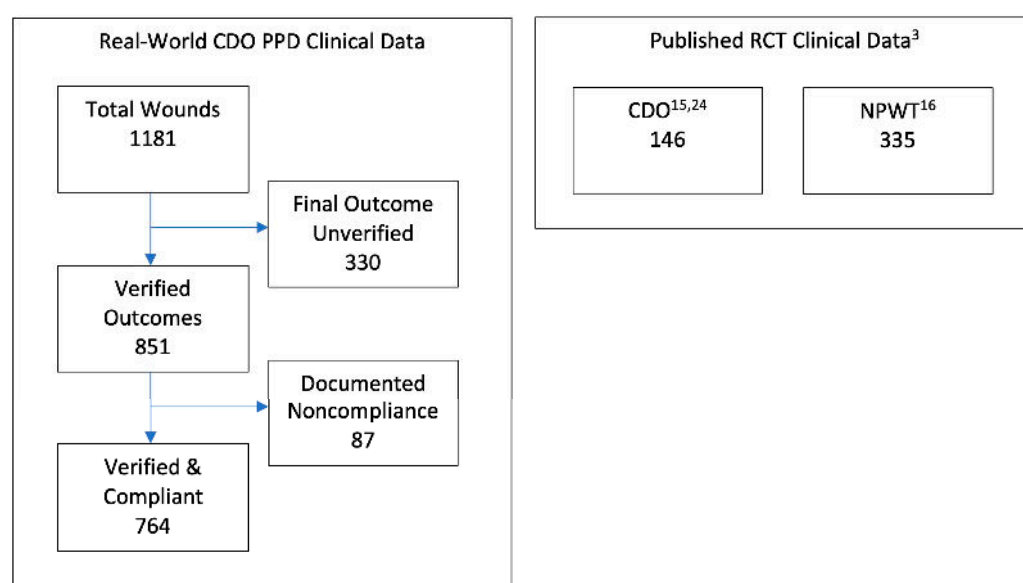 Real-World CDO PPD Clinical Data
Total Wounds
1181
Final Outcome
Unverified
330
Verified
Outcomes
851
Documented
Noncompliance
87
Verified &
Compliant
764
Published RCT Clinical Data³
CDO¹⁵,²⁴
146
NPWT¹⁶
335